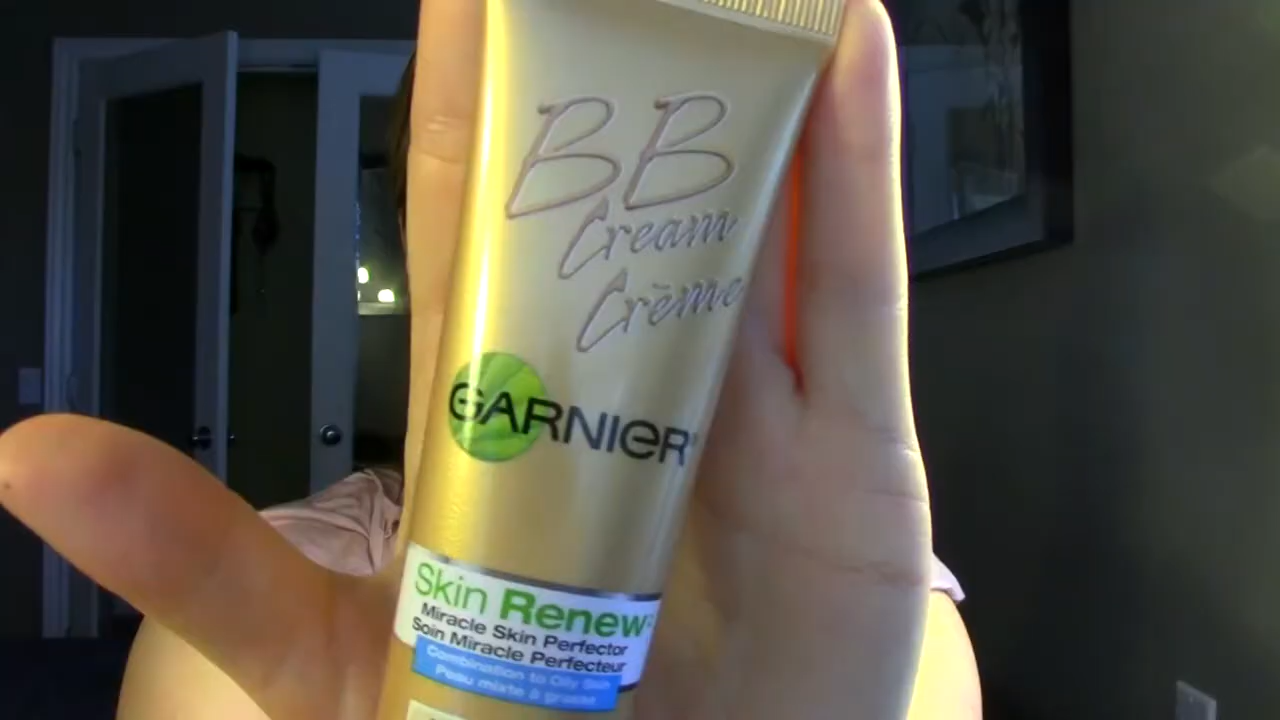 BB
Cream
Crème
GARNIER
Skin Renew
Miracle Skin Perfector
Soin Miracle Perfecteur
Combination to Oily Skin
Peau mixte à grasse